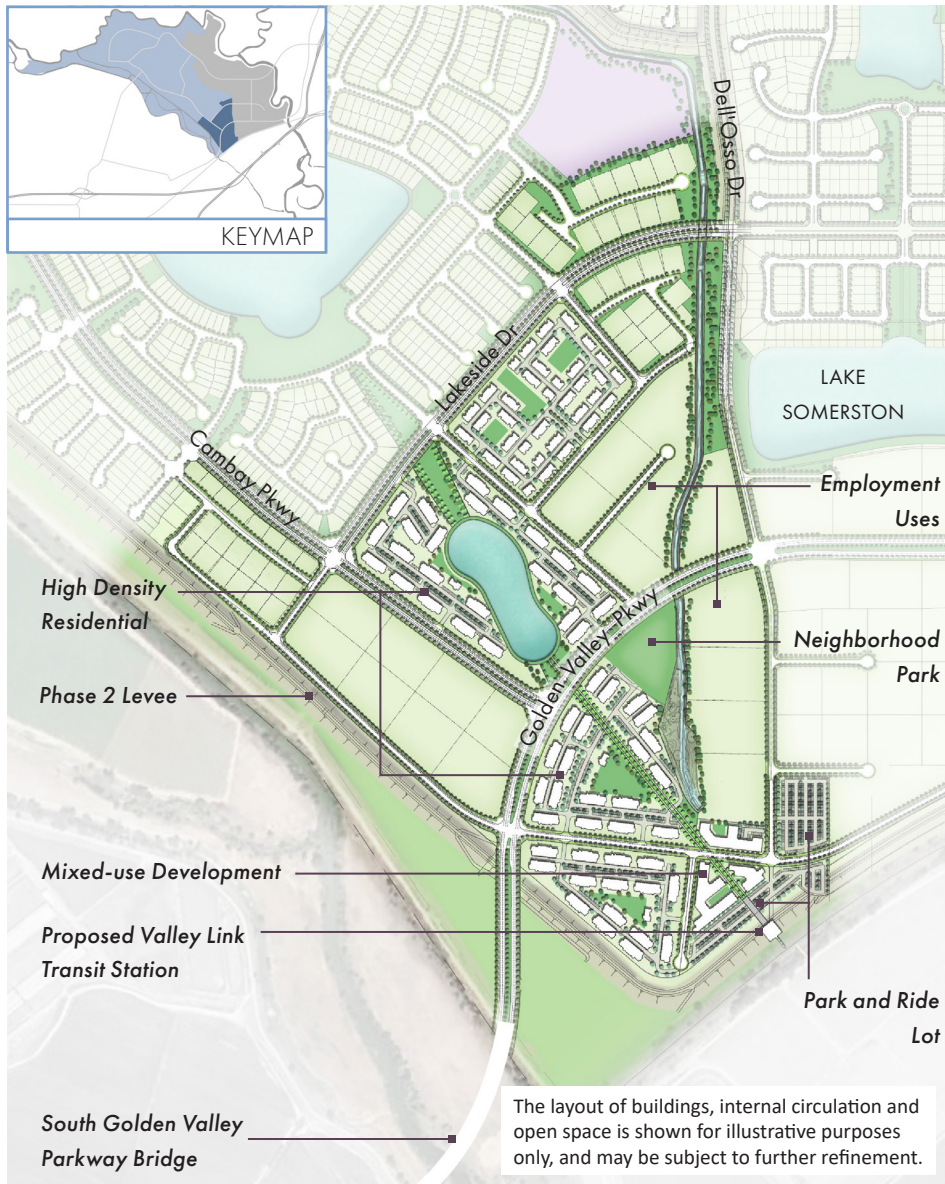 KEYMAP
Dell'Osso Dr
Lakeside Dr
Cambay Pkwy
LAKE
SOMERSTON
Employment
Uses
High Density
Residential
Golden Valley Pkwy
Neighborhood
Park
Phase 2 Levee
Mixed-use Development
Proposed Valley Link
Transit Station
Park and Ride
Lot
South Golden Valley
Parkway Bridge
The layout of buildings, internal circulation and
open space is shown for illustrative purposes
only, and may be subject to further refinement.